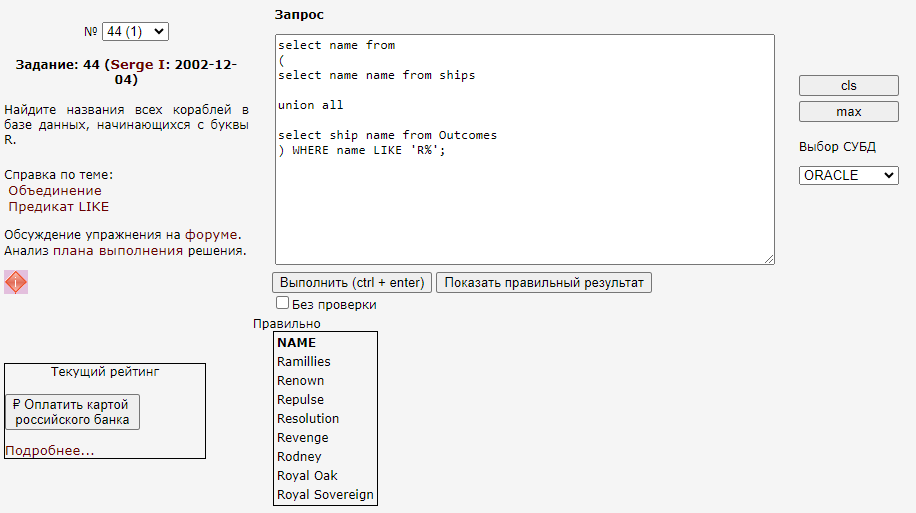 № 44 (1)
Задание: 44 (Serge I: 2002-12-
04)
Найдите названия всех кораблей в
базе данных, начинающихся с буквы
R.
Справка по теме:
Объединение
Предикат LIKE
Обсуждение упражнения на форуме.
Анализ плана выполнения решения.
Текущий рейтинг
₽ Оплатить картой
российского банка
Подробнее...
Запрос
select name from
(
select name name from ships
union all
select ship name from Outcomes
) WHERE name LIKE 'R%';
Выполнить (ctrl + enter) Показать правильный результат
Без проверки
Правильно
NAME
Ramillies
Renown
Repulse
Resolution
Revenge
Rodney
Royal Oak
Royal Sovereign
cls
max
Выбор СУБД
ORACLE